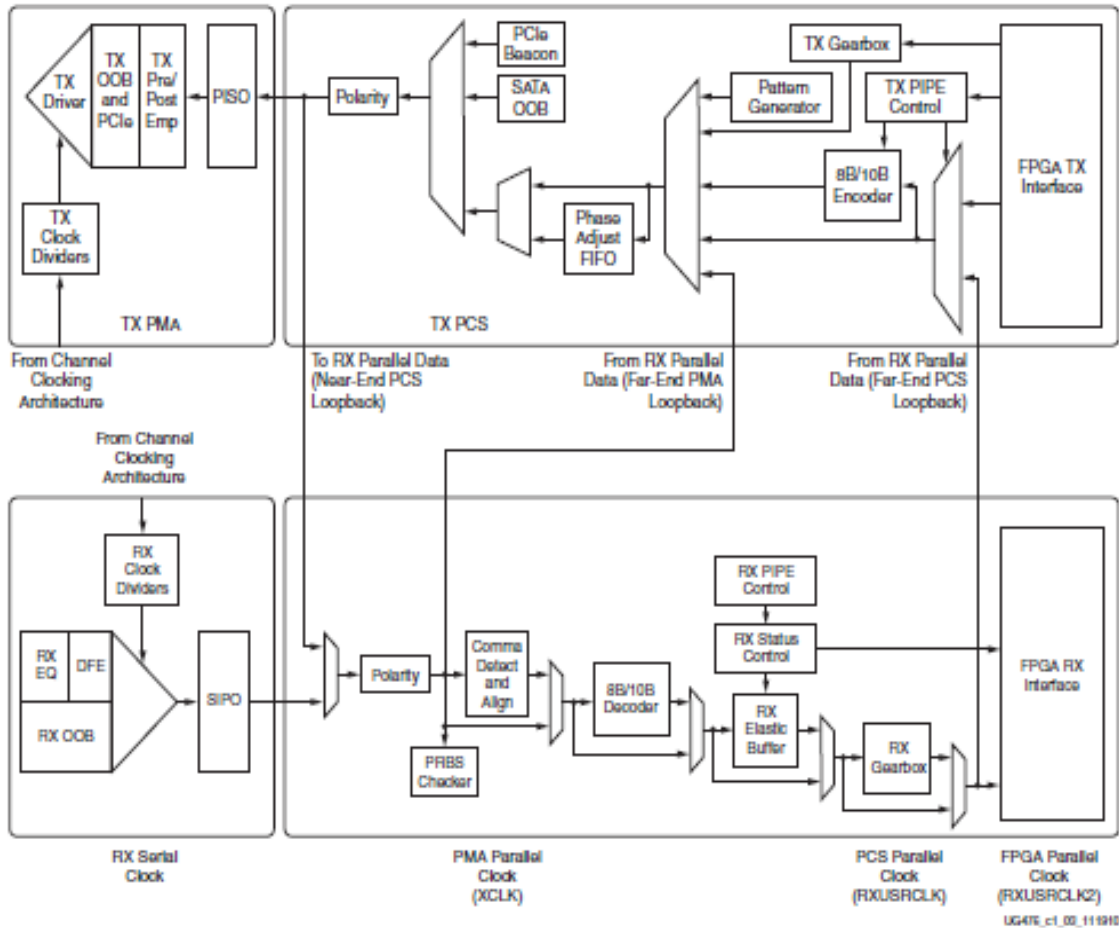 TX
Driver
TX
OOB
and
PCIe
TX
Pre/
Post
Emp
PISO
Polarity
PCIe
Beacon
SATA
OOB
TX Gearbox
Pattern
Generator
TX PIPE
Control
FPGA TX
Interface
8B/10B
Encoder
Phase
Adjust
FIFO
TX
Clock
Dividers
TX PMA
TX PCS
From Channel
Clocking
Architecture
To RX Parallel Data
(Near-End PCS
Loopback)
From RX Parallel
Data (Far-End PMA
Loopback)
From RX Parallel
Data (Far-End PCS
Loopback)
From Channel
Clocking
Architecture
RX
Clock
Dividers
RX
EQ
DFE
RX OOB
SIPO
Polarity
Comma
Detect
and
Align
PRBS
Checker
8B/10B
Decoder
RX PIPE
Control
RX Status
Control
RX
Elastic
Buffer
RX
Gearbox
FPGA RX
Interface
RX Serial
Clock
PMA Parallel
Clock
(XCLK)
PCS Parallel
Clock
(RXUSRCLK)
FPGA Parallel
Clock
(RXUSRCLK2)
UG476_c1_03_111910